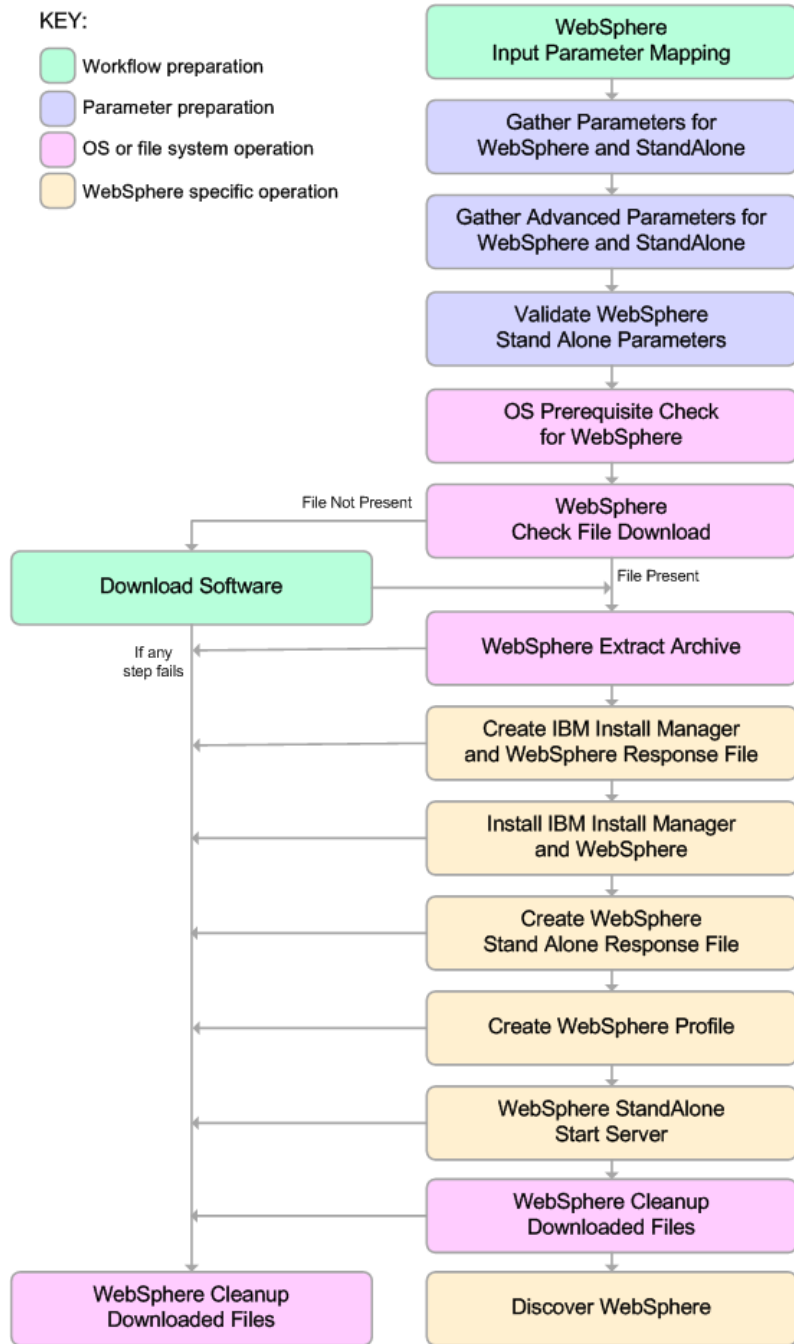 KEY:
Workflow preparation
Parameter preparation
OS or file system operation
WebSphere specific operation
WebSphere
Input Parameter Mapping
Gather Parameters for
WebSphere and StandAlone
Gather Advanced Parameters for
WebSphere and StandAlone
Validate WebSphere
Stand Alone Parameters
OS Prerequisite Check
for WebSphere
File Not Present
WebSphere
Check File Download
Download Software
File Present
If any
step fails
WebSphere Extract Archive
Create IBM Install Manager
and WebSphere Response File
Install IBM Install Manager
and WebSphere
Create WebSphere
Stand Alone Response File
Create WebSphere Profile
WebSphere StandAlone
Start Server
WebSphere Cleanup
Downloaded Files
WebSphere Cleanup
Downloaded Files
Discover WebSphere